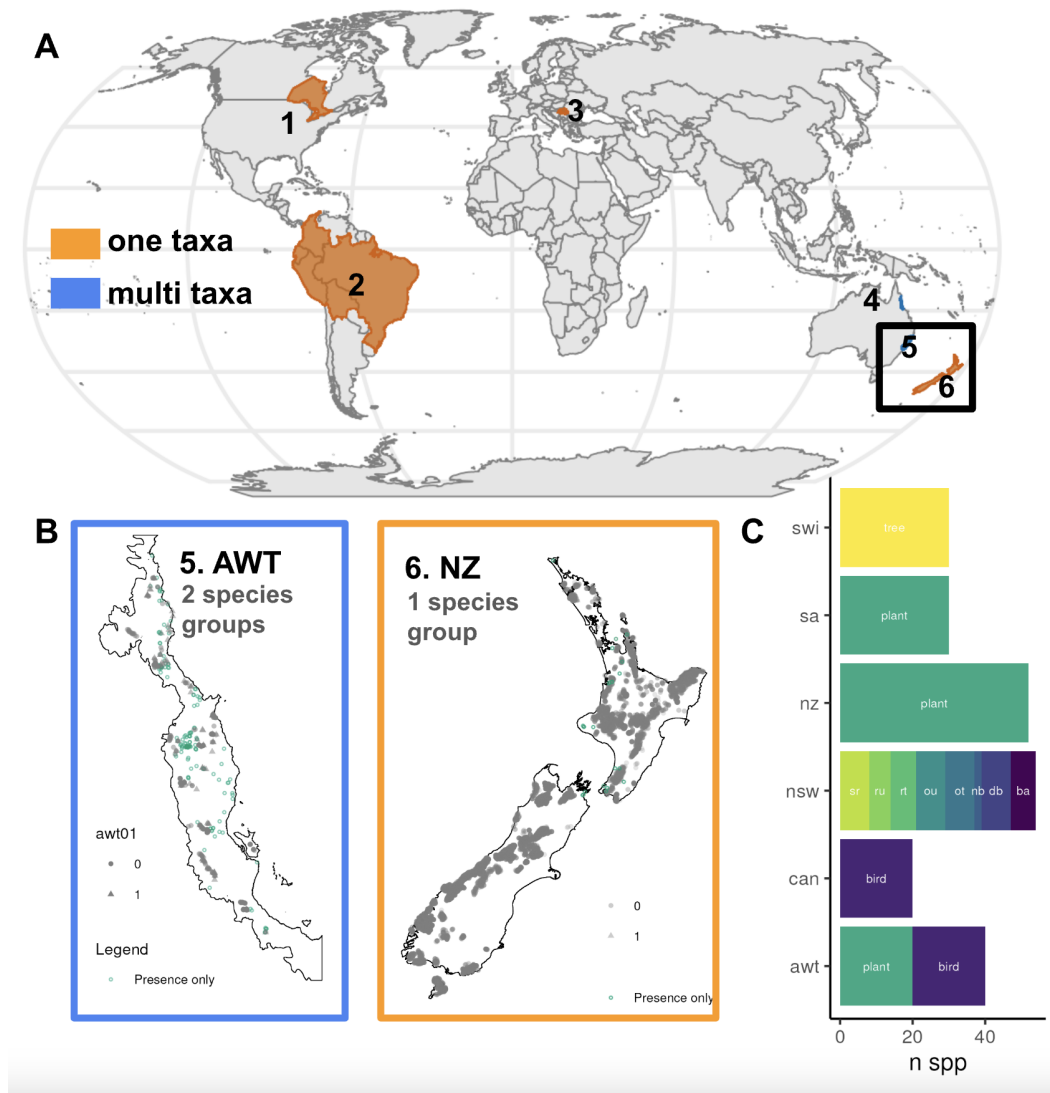 A
1
3
one taxa
multi taxa
2
4
5
6
B
5. AWT
2 species
groups
awt01
0
1
Legend
Presence only
6. NZ
1 species
group
0
1
Presence only
C
swi
tree
sa
plant
nz
plant
nsw
sr ru rt ou ot nb db ba
can
bird
awt
plant bird
0 20 40
n spp